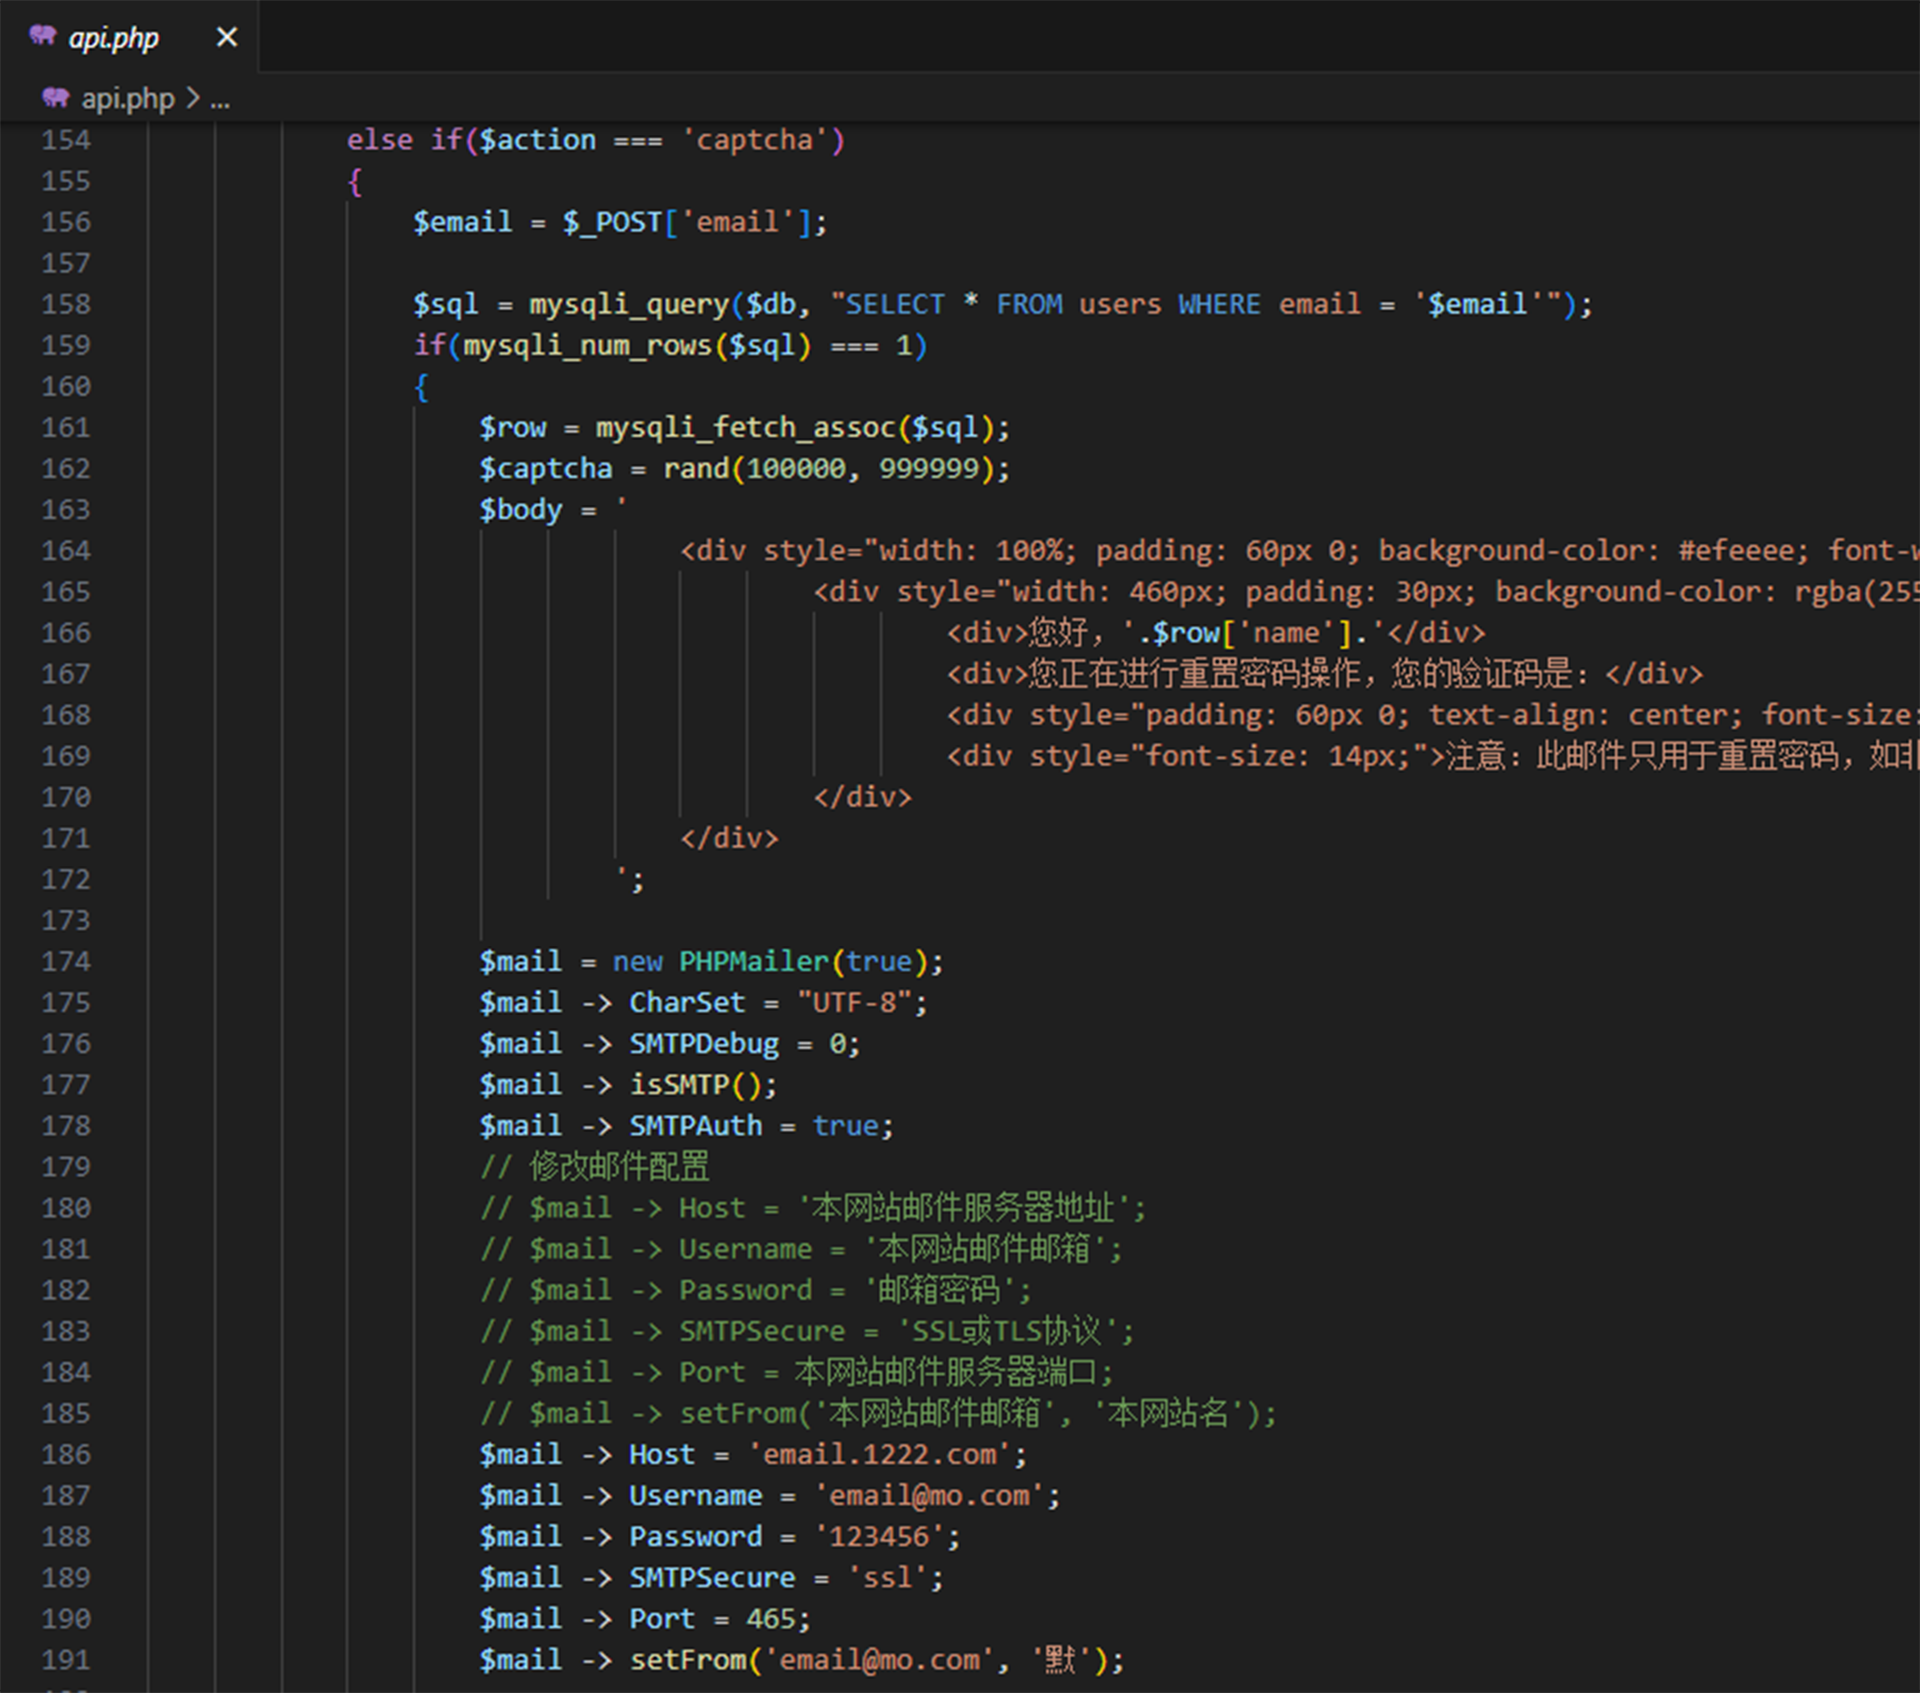 api.php
api.php > ...
154 else if($action === 'captcha')
155 {
156 $email = $_POST['email'];
157
158 $sql = mysqli_query($db, "SELECT * FROM users WHERE email = '$email'");
159 if(mysqli_num_rows($sql) === 1)
160 {
161 $row = mysqli_fetch_assoc($sql);
162 $captcha = rand(100000, 999999);
163 $body = '
164 <div style="width: 100%; padding: 60px 0; background-color: #efeeee; font-w
165 <div style="width: 460px; padding: 30px; background-color: rgba(255
166 <div>您好，'.$row['name'].'</div>
167 <div>您正在进行重置密码操作，您的验证码是：</div>
168 <div style="padding: 60px 0; text-align: center; font-size:
169 <div style="font-size: 14px;">注意：此邮件只用于重置密码，如
170 </div>
171 </div>
172 ';
173
174 $mail = new PHPMailer(true);
175 $mail -> CharSet = "UTF-8";
176 $mail -> SMTPDebug = 0;
177 $mail -> isSMTP();
178 $mail -> SMTPAuth = true;
179 // 修改邮件配置
180 // $mail -> Host = '本网站邮件服务器地址';
181 // $mail -> Username = '本网站邮件邮箱';
182 // $mail -> Password = '邮箱密码';
183 // $mail -> SMTPSecure = 'SSL或TLS协议';
184 // $mail -> Port = 本网站邮件服务器端口;
185 // $mail -> setFrom('本网站邮件邮箱', '本网站名');
186 $mail -> Host = 'email.1222.com';
187 $mail -> Username = 'email@mo.com';
188 $mail -> Password = '123456';
189 $mail -> SMTPSecure = 'ssl';
190 $mail -> Port = 465;
191 $mail -> setFrom('email@mo.com', '默');